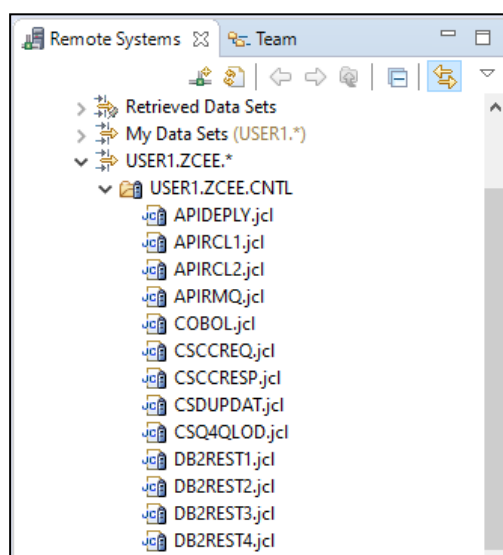 Remote Systems Team
Retrieved Data Sets
My Data Sets (USER1.*)
USER1.ZCEE.*
USER1.ZCEE.CNTL
APIDEPLY.jcl
APIRCL1.jcl
APIRCL2.jcl
APIRMQ.jcl
COBOL.jcl
CSCCREQ.jcl
CSCCRESP.jcl
CSDUPDAT.jcl
CSQ4QLOD.jcl
DB2REST1.jcl
DB2REST2.jcl
DB2REST3.jcl
DB2REST4.jcl